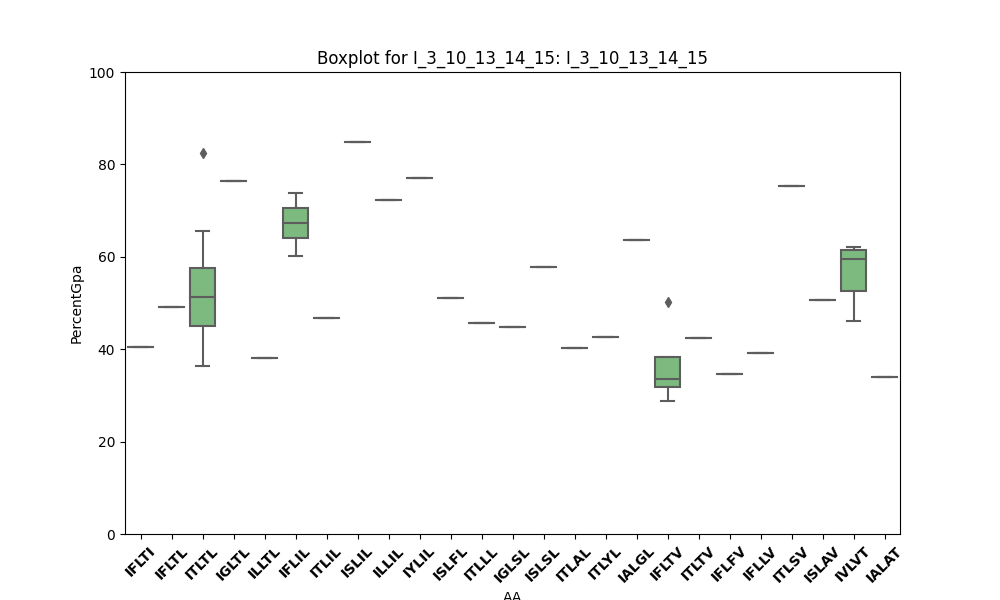 Boxplot for I_3_10_13_14_15: I_3_10_13_14_15
PercentGpa
100
80
60
40
20
0
IFLTI
IFLTL
ITLTL
IGLTL
ILLTL
IFLIL
ITLIL
ISLIL
ILLIL
IYLIL
ISLFL
ITLLL
IGLSL
ISLSL
ITLAL
ITLYL
IALGL
IFLTV
ITLTV
IFLFV
IFLLV
ITLSV
ISLAV
IVLVT
IALAT
AA